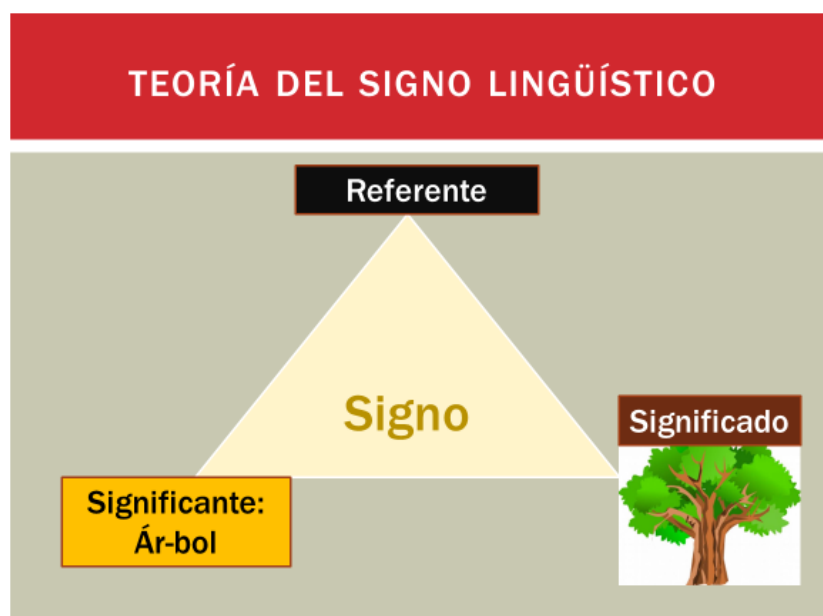 TEORÍA DEL SIGNO LINGÜÍSTICO
Referente
Signo
Significado
Significante:
Ár-bol